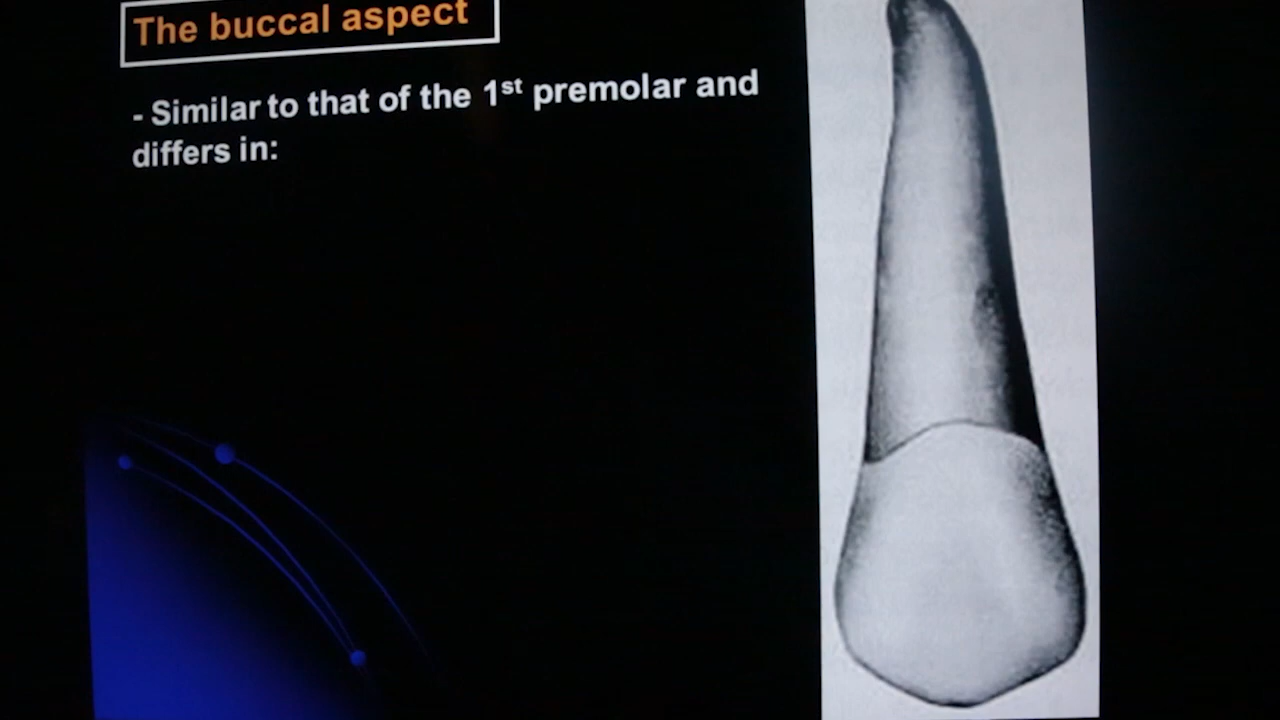 The buccal aspect
- Similar to that of the 1st premolar and
differs in: